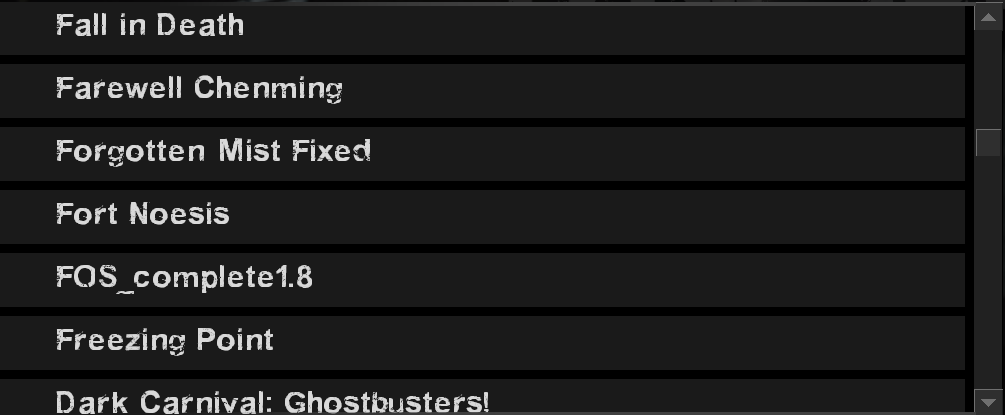 Fall in Death
Farewell Chenming
Forgotten Mist Fixed
Fort Noesis
FOS_complete1.8
Freezing Point
Dark Carnival: Ghostbusters!